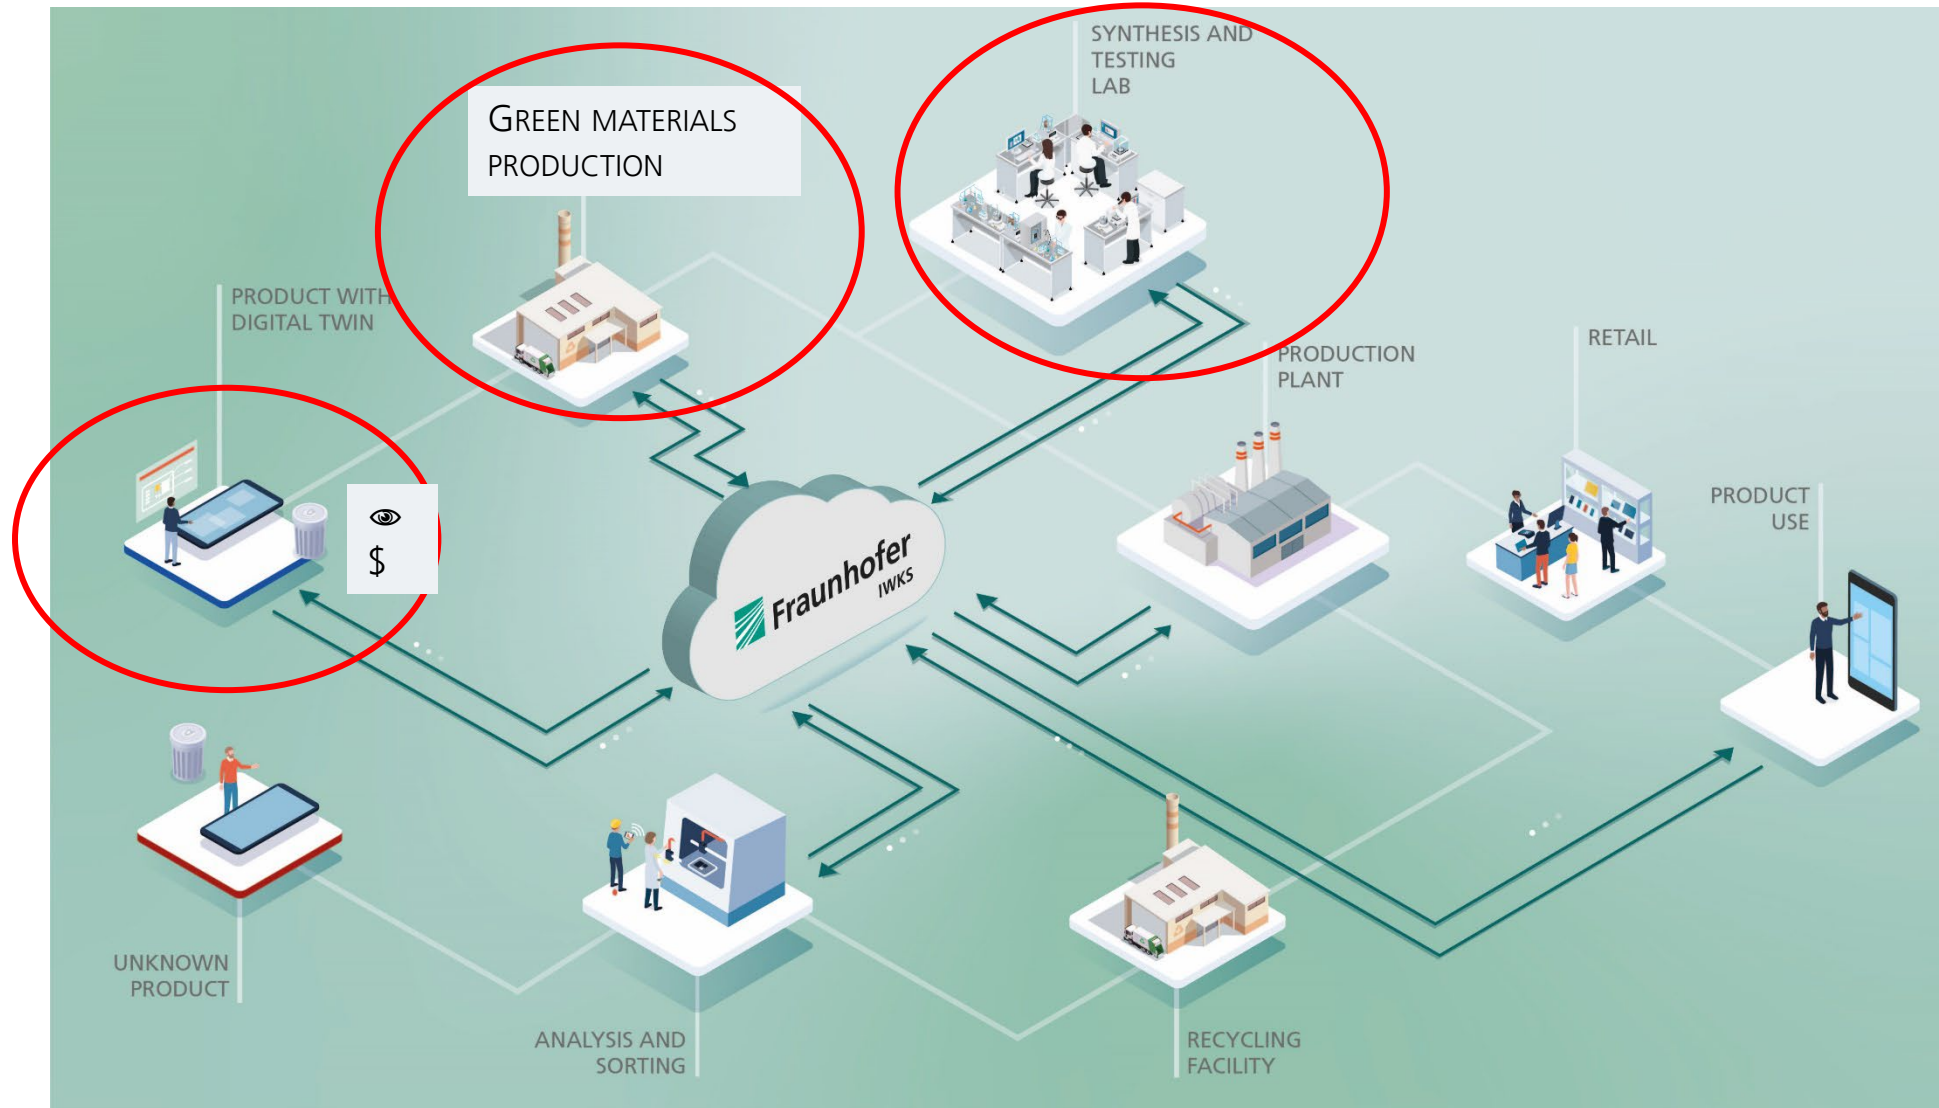 SYNTHESIS AND
TESTING
LAB
GREEN MATERIALS
PRODUCTION
PRODUCT WITH
DIGITAL TWIN
PRODUCTION
PLANT
RETAIL
PRODUCT
USE
$
Fraunhofer
IWKS
UNKNOWN
PRODUCT
ANALYSIS AND
SORTING
RECYCLING
FACILITY